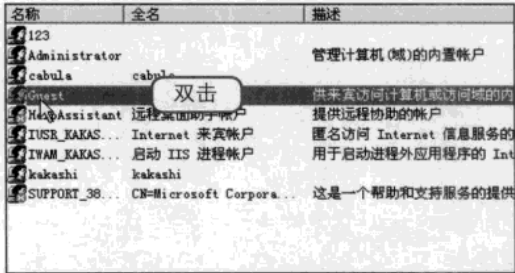 名称 全名 描述
123
Administrator 管理计算机(域)的内置帐户
cabula cabula
Guest 供来宾访问计算机或访问域的内
双击
HelpAssistant 远程桌面助手帐户 提供远程协助的帐户
IUSR_KAKAS... Internet 来宾帐户 匿名访问 Internet 信息服务的
IWAM_KAKAS... 启动 IIS 进程帐户 用于启动进程外应用程序的 Int
kakashi kakashi
SUPPORT_38... CN=Microsoft Corpora... 这是一个帮助和支持服务的提供